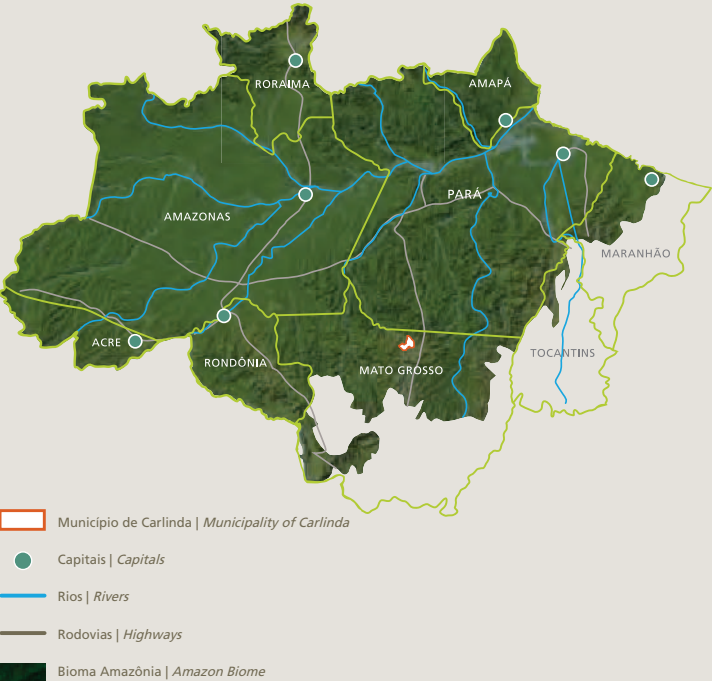 RORAIMA
AMAPÁ
PARÁ
AMAZONAS
MARANHÃO
ACRE
RONDÔNIA
MATO GROSSO
TOCANTINS
Município de Carlinda | Municipality of Carlinda
Capitais | Capitals
Rios | Rivers
Rodovias | Highways
Bioma Amazônia | Amazon Biome